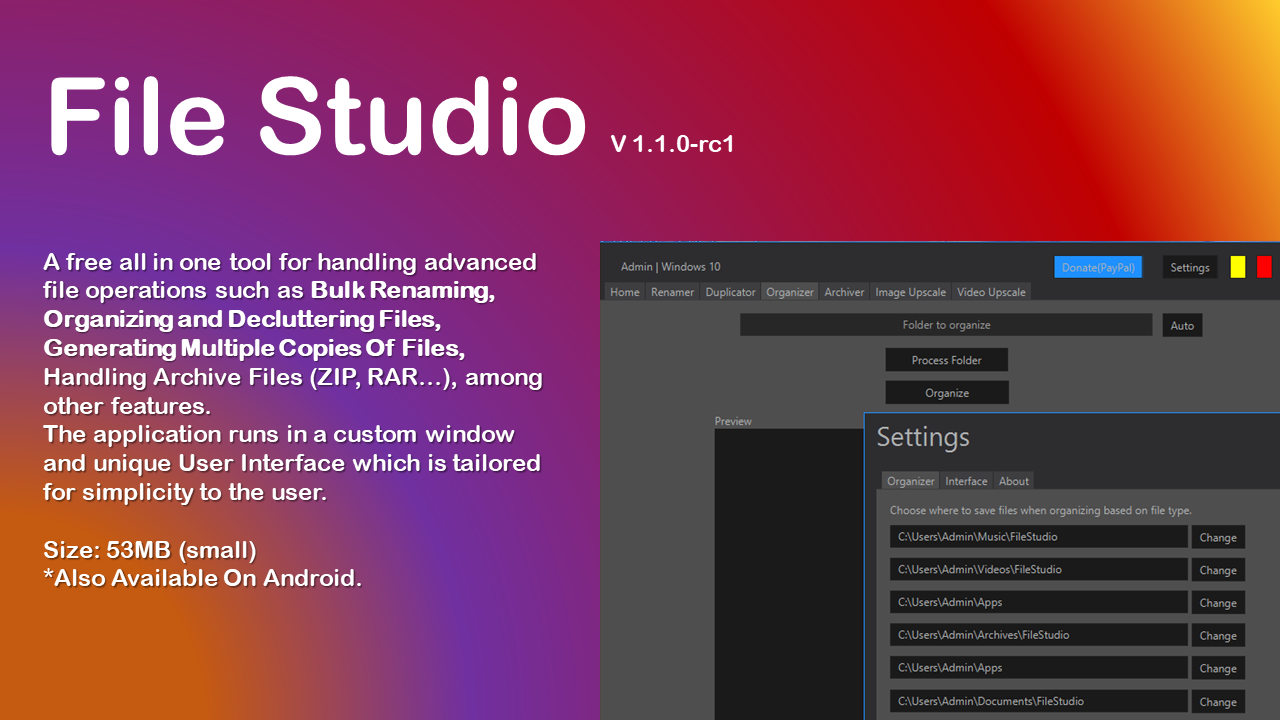 File Studio V 1.1.0-rc1
A free all in one tool for handling advanced
file operations such as Bulk Renaming,
Organizing and Decluttering Files,
Generating Multiple Copies Of Files,
Handling Archive Files (ZIP, RAR...), among
other features.
The application runs in a custom window
and unique User Interface which is tailored
for simplicity to the user.
Size: 53MB (small)
*Also Available On Android.
Admin | Windows 10
Donate(PayPal)
Settings
Home Renamer Duplicator Organizer Archiver Image Upscale Video Upscale
Folder to organize
Auto
Process Folder
Organize
Preview
Settings
Organizer Interface About
Choose where to save files when organizing based on file type.
C:\Users\Admin\Music\FileStudio Change
C:\Users\Admin\Videos\FileStudio Change
C:\Users\Admin\Apps Change
C:\Users\Admin\Archives\FileStudio Change
C:\Users\Admin\Apps Change
C:\Users\Admin\Documents\FileStudio Change